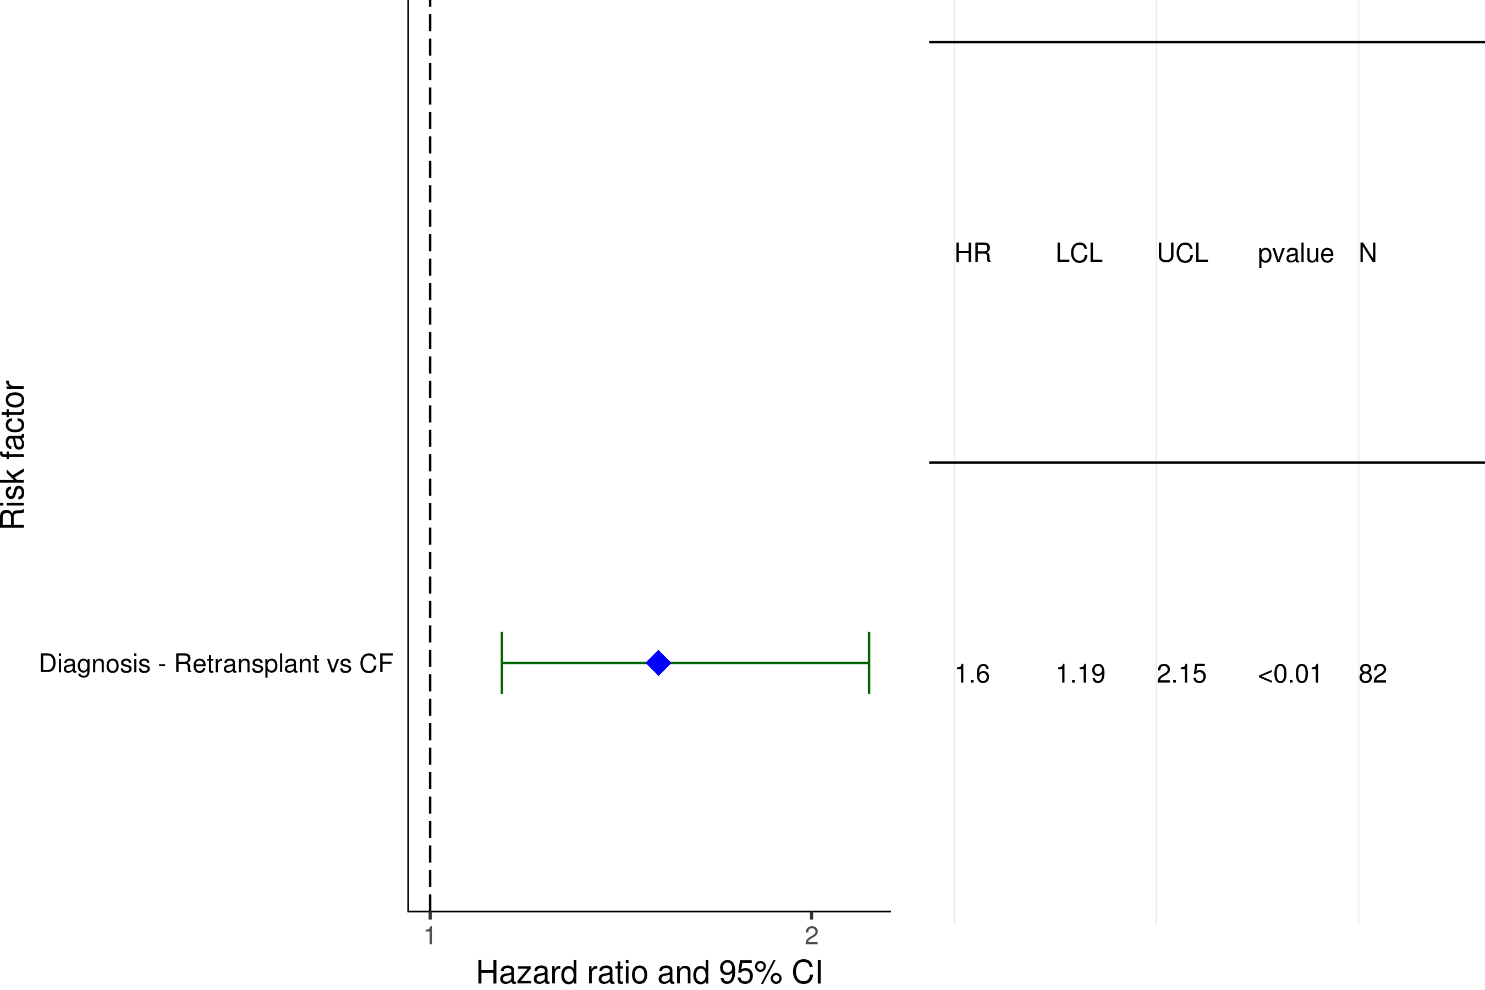 Risk factor
HR LCL UCL pvalue N
Diagnosis - Retransplant vs CF
1.6 1.19 2.15 <0.01 82
1 2
Hazard ratio and 95% CI